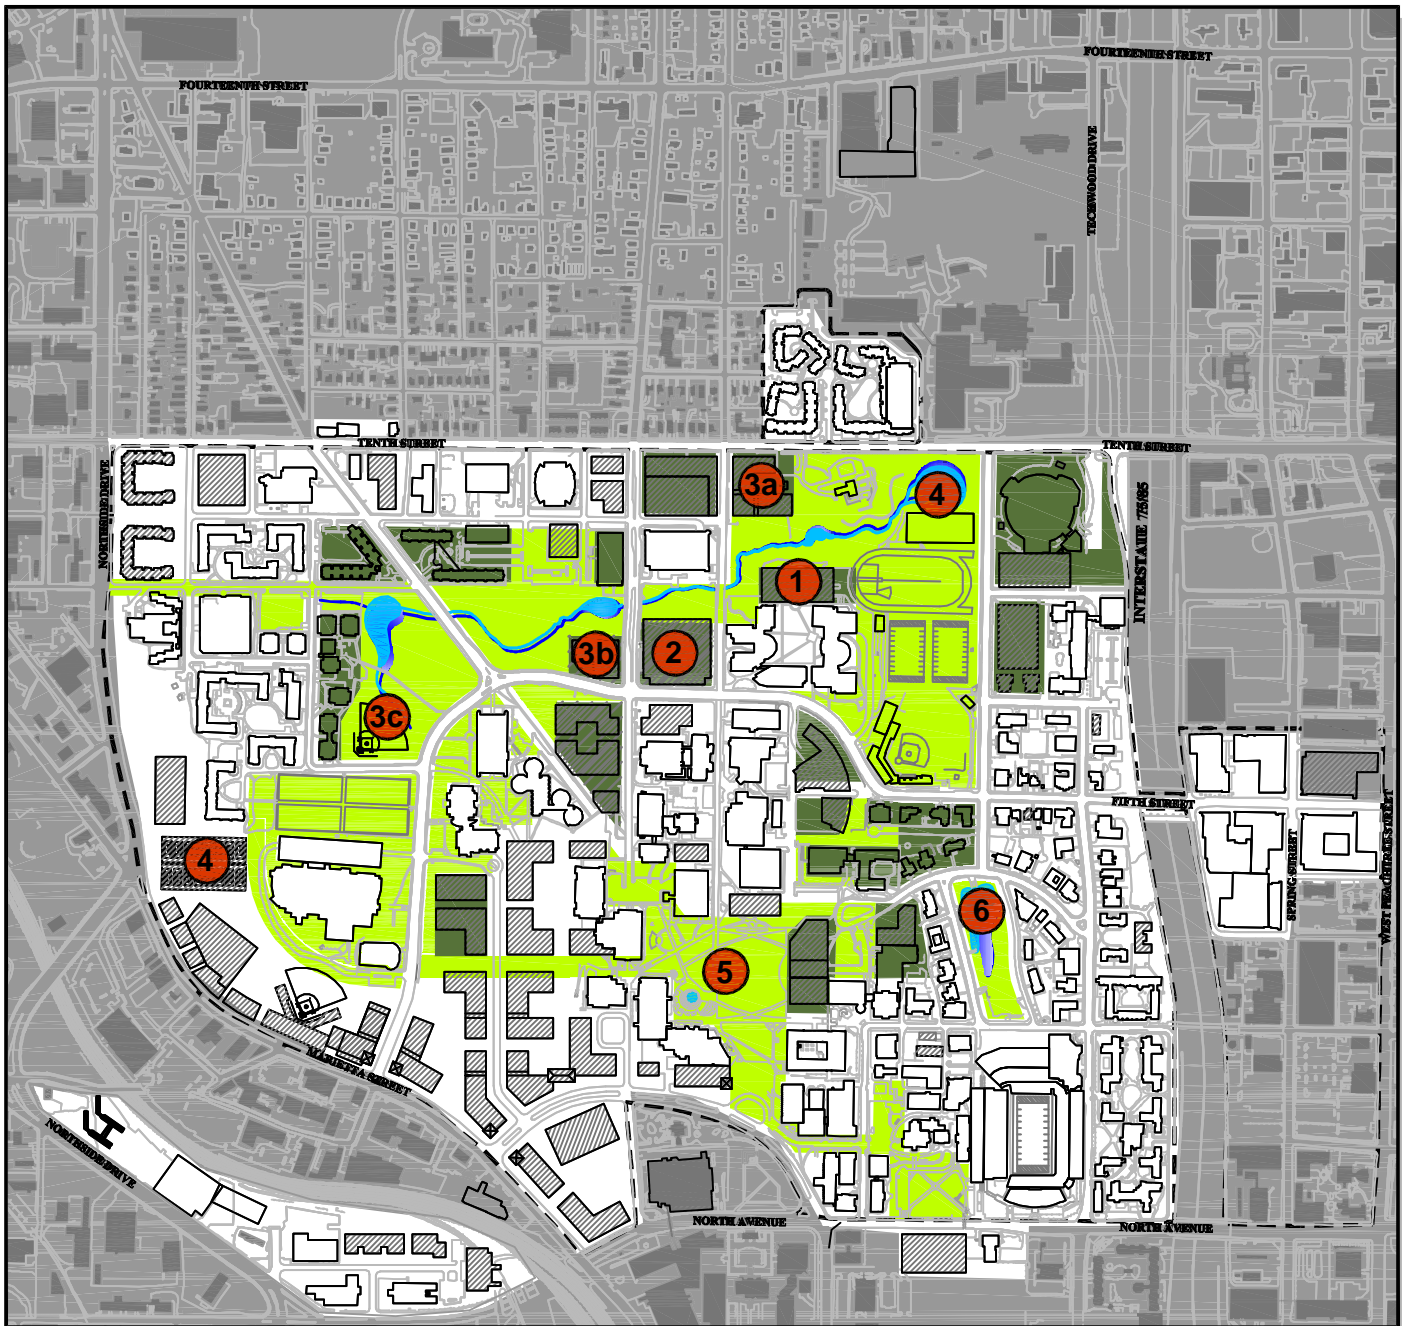 FOURTEENTH STREET
FOURTEENTH STREET
TECHWOOD DRIVE
TENTH STREET
TENTH STREET
NORTHSIDE DRIVE
INTERSTATE 7/5/85
3a
4
1
3b
2
3c
FIFTH STREET
4
SPRING STREET
WEST PEACHTREE STREET
6
5
MARIETTA STREET
NORTHSIDE DRIVE
NORTH AVENUE
NORTH AVENUE